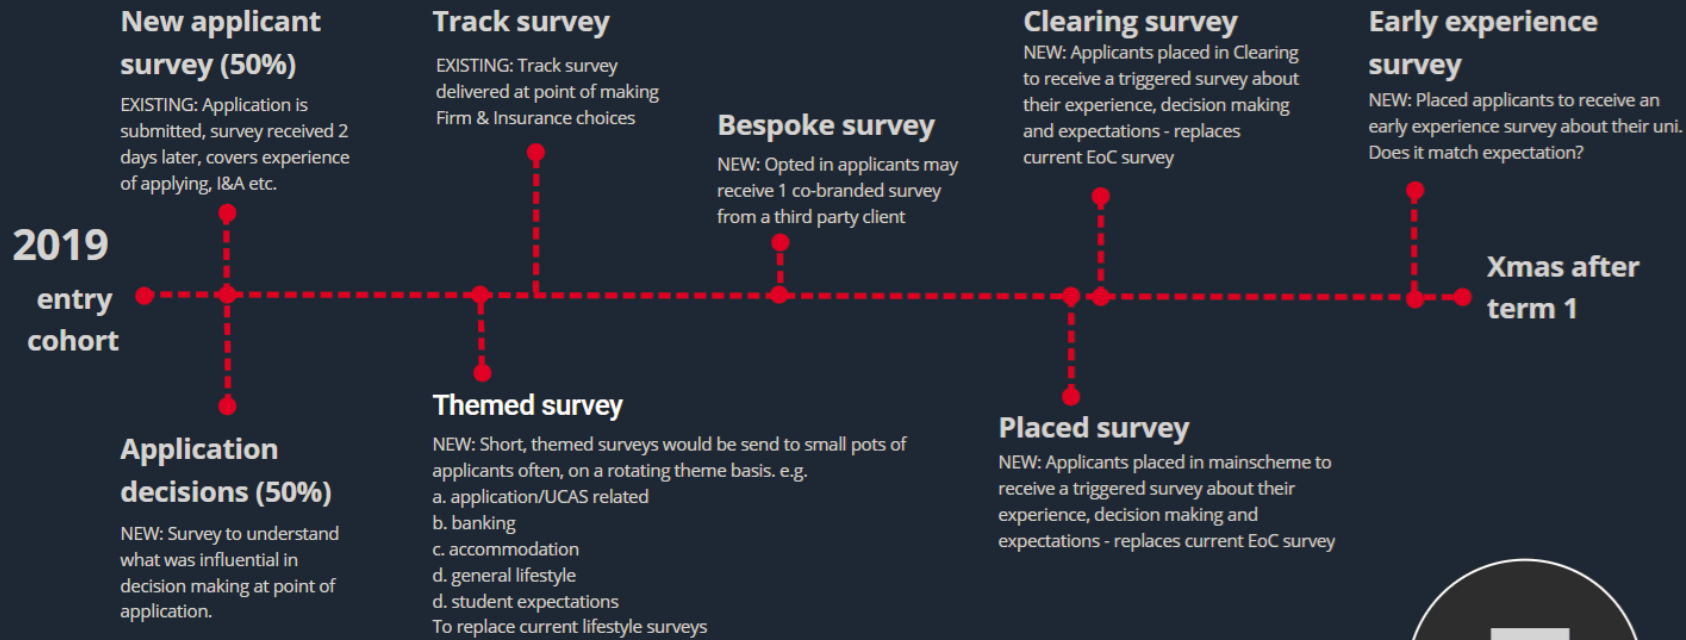 2019
entry
cohort
New applicant
survey (50%)
EXISTING: Application is
submitted, survey received 2
days later, covers experience
of applying, I&A etc.
Application
decisions (50%)
NEW: Survey to understand
what was influential in
decision making at point of
application.
Track survey
EXISTING: Track survey
delivered at point of making
Firm & Insurance choices
Themed survey
NEW: Short, themed surveys would be send to small pots of
applicants often, on a rotating theme basis. e.g.
a. application/UCAS related
b. banking
c. accommodation
d. general lifestyle
d. student expectations
To replace current lifestyle surveys
Bespoke survey
NEW: Opted in applicants may
receive 1 co-branded survey
from a third party client
Clearing survey
NEW: Applicants placed in Clearing
to receive a triggered survey about
their experience, decision making
and expectations - replaces
current EoC survey
Placed survey
NEW: Applicants placed in mainscheme to
receive a triggered survey about their
experience, decision making and
expectations - replaces current EoC survey
Early experience
survey
NEW: Placed applicants to receive an
early experience survey about their uni.
Does it match expectation?
Xmas after
term 1